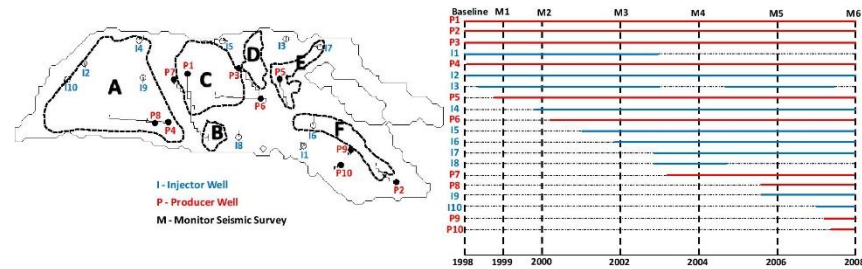 I4
I5
I3
I7
D
E
I2
P7
P1
P3
P5
I10
A
I9
C
P6
P8
P4
B
I8
I6
F
I1
P9
P10
P2
I - Injector Well
P - Producer Well
M - Monitor Seismic Survey
Baseline M1 M2 M3 M4 M5 M6
P1
P2
P3
I1
P4
I2
I3
P5
I4
P6
I5
I6
I7
I8
P7
P8
I9
I10
P9
P10
1998 1999 2000 2002 2004 2006 2008